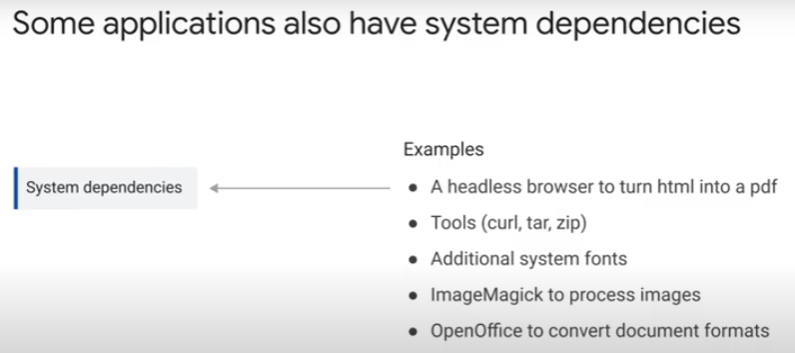 Some applications also have system dependencies
Examples
System dependencies
• A headless browser to turn html into a pdf
• Tools (curl, tar, zip)
• Additional system fonts
• ImageMagick to process images
• OpenOffice to convert document formats